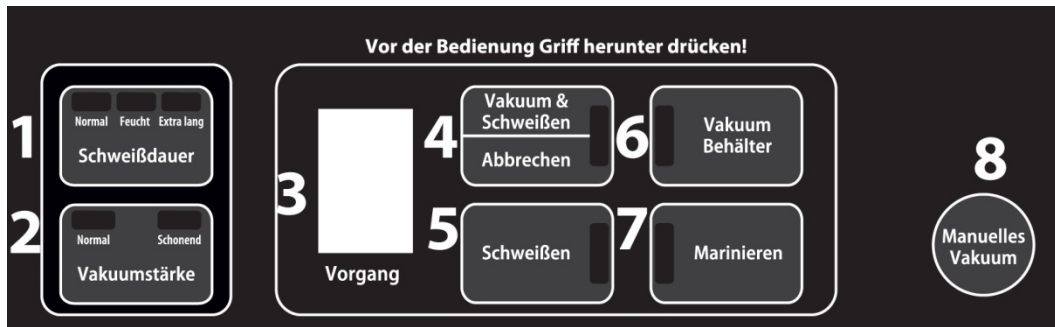 Vor der Bedienung Griff herunter drücken!
1
Normal Feucht Extra lang
Schweißdauer
2
Normal Schonend
Vakuumstärke
3
Vorgang
4
Vakuum &
Schweißen
Abbrechen
5
Schweißen
6
Vakuum
Behälter
7
Marinieren
8
Manuelles
Vakuum